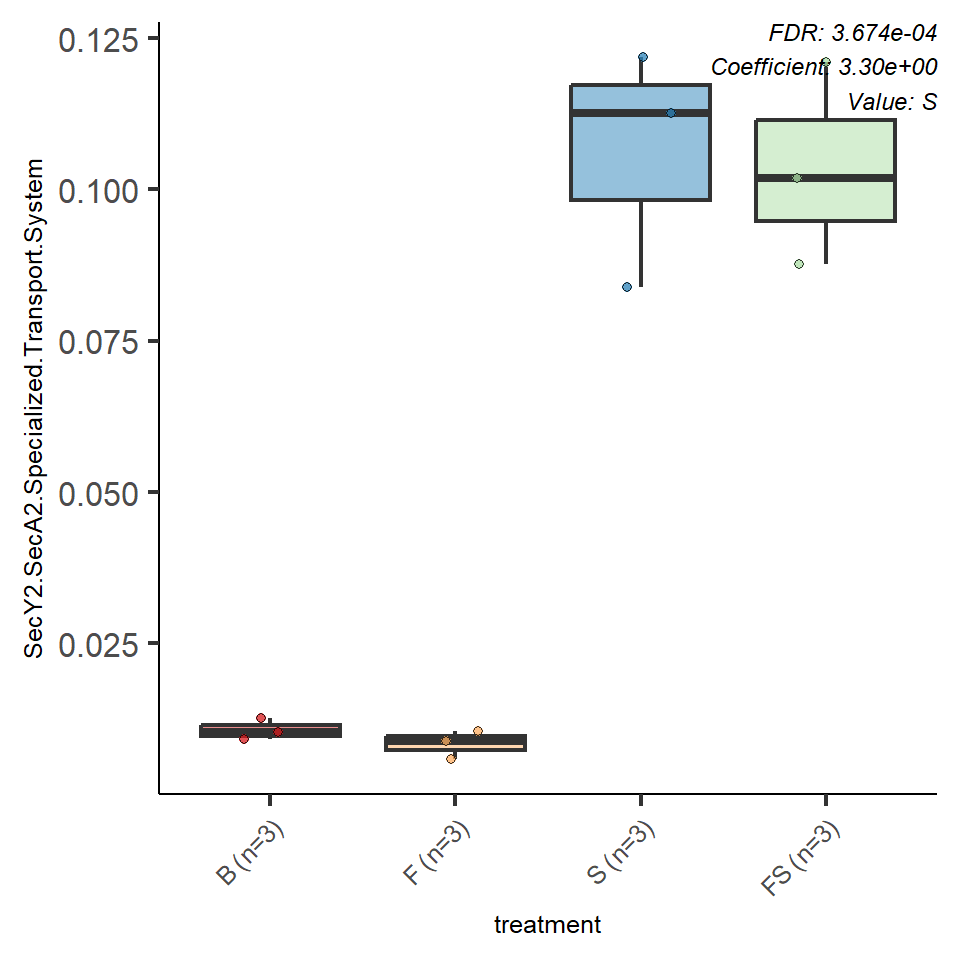 FDR: 3.674e-04
Coefficient: 3.30e+00
Value: S
SecY2.SecA2.Specialized.Transport.System
0.125
0.100
0.075
0.050
0.025
B (n=3)
F (n=3)
S (n=3)
FS (n=3)
treatment